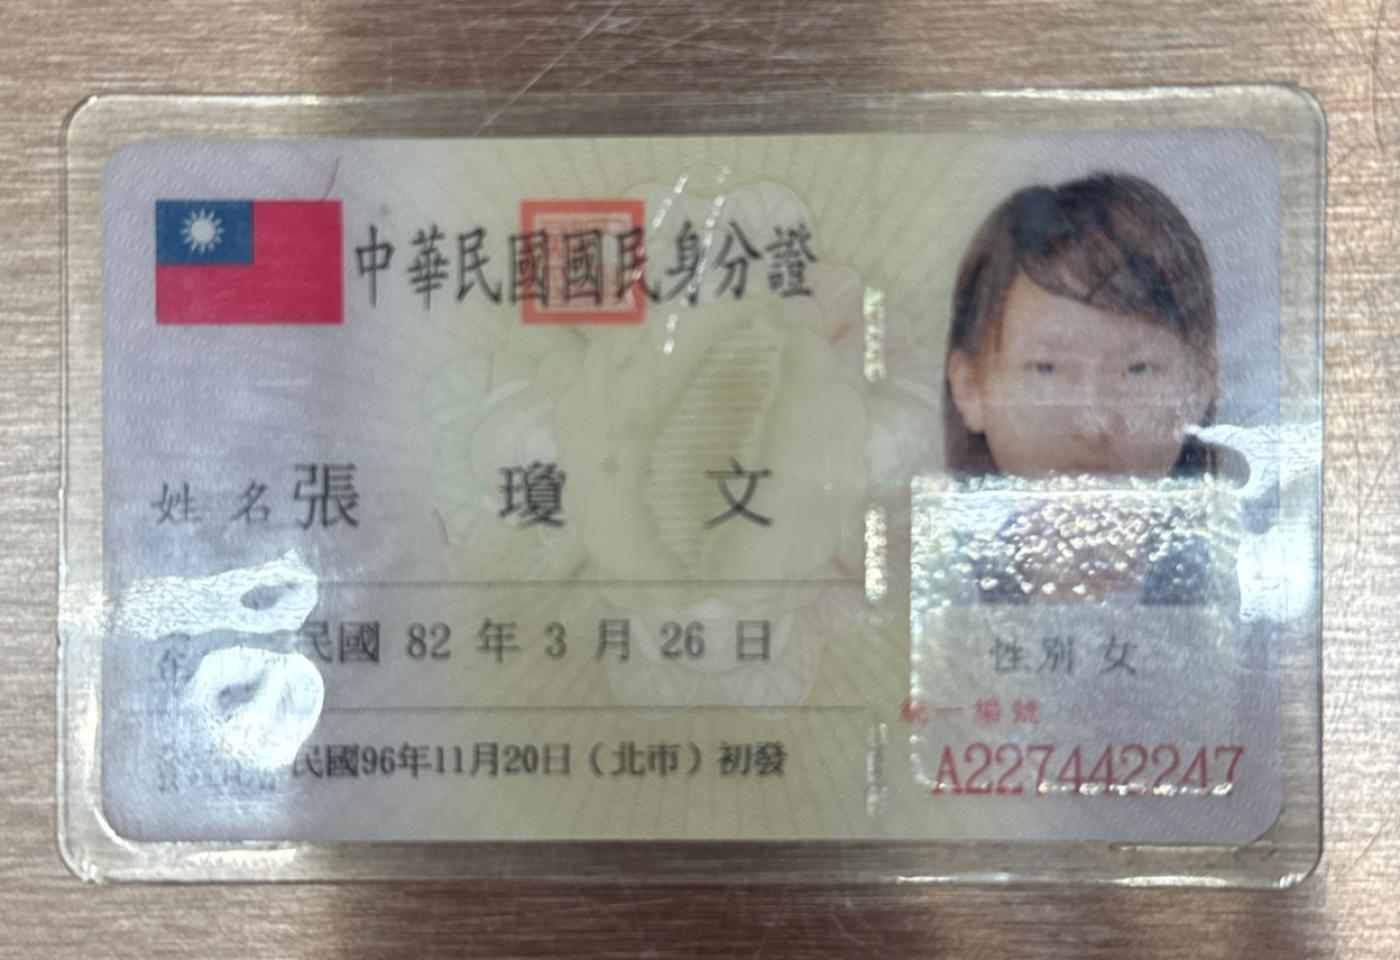 中華民國國民身分證
姓名 張瓊文
民國 82 年 3 月 26 日
民國96年11月20日（北市）初發
性別 女
統一編號
A227442247